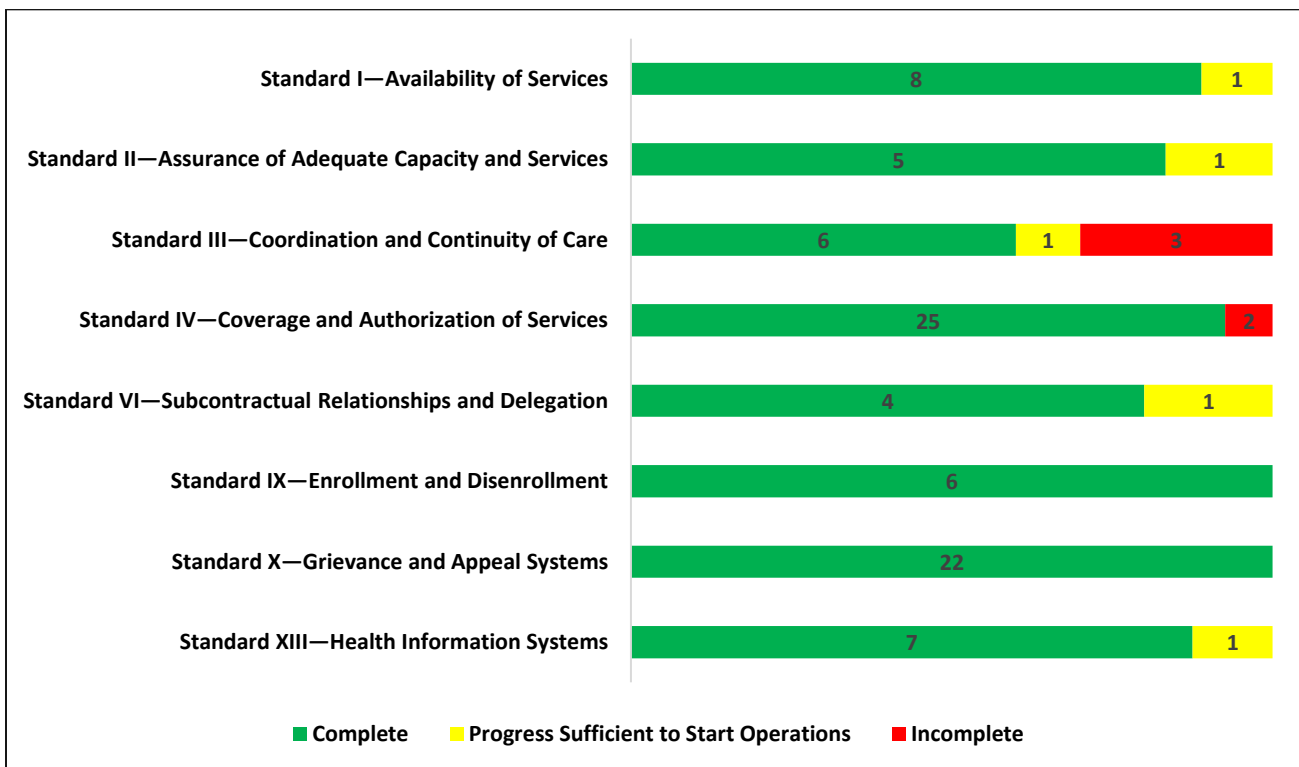 Standard I—Availability of Services
8 1
Standard II—Assurance of Adequate Capacity and Services
5 1
Standard III—Coordination and Continuity of Care
6 1 3
Standard IV—Coverage and Authorization of Services
25 2
Standard VI—Subcontractual Relationships and Delegation
4 1
Standard IX—Enrollment and Disenrollment
6
Standard X—Grievance and Appeal Systems
22
Standard XIII—Health Information Systems
7 1
Complete Progress Sufficient to Start Operations Incomplete